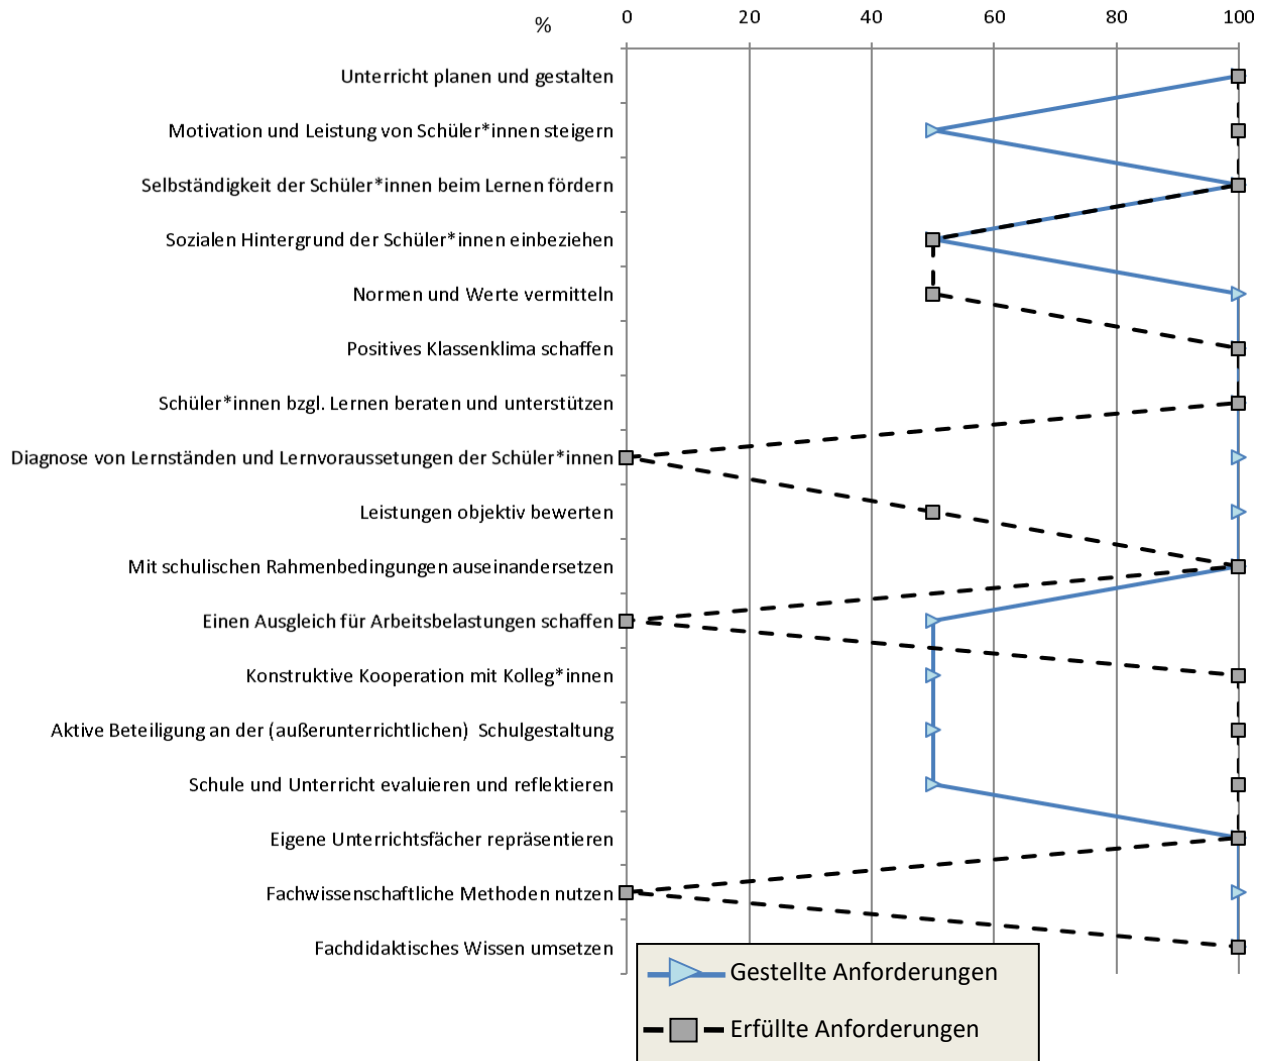 % 0 20 40 60 80 100
Unterricht planen und gestalten
Motivation und Leistung von Schüler*innen steigern
Selbständigkeit der Schüler*innen beim Lernen fördern
Sozialen Hintergrund der Schüler*innen einbeziehen
Normen und Werte vermitteln
Positives Klassenklima schaffen
Schüler*innen bzgl. Lernen beraten und unterstützen
Diagnose von Lernständen und Lernvoraussetungen der Schüler*innen
Leistungen objektiv bewerten
Mit schulischen Rahmenbedingungen auseinandersetzen
Einen Ausgleich für Arbeitsbelastungen schaffen
Konstruktive Kooperation mit Kolleg*innen
Aktive Beteiligung an der (außerunterrichtlichen) Schulgestaltung
Schule und Unterricht evaluieren und reflektieren
Eigene Unterrichtsfächer repräsentieren
Fachwissenschaftliche Methoden nutzen
Fachdidaktisches Wissen umsetzen
Gestellte Anforderungen
Erfüllte Anforderungen